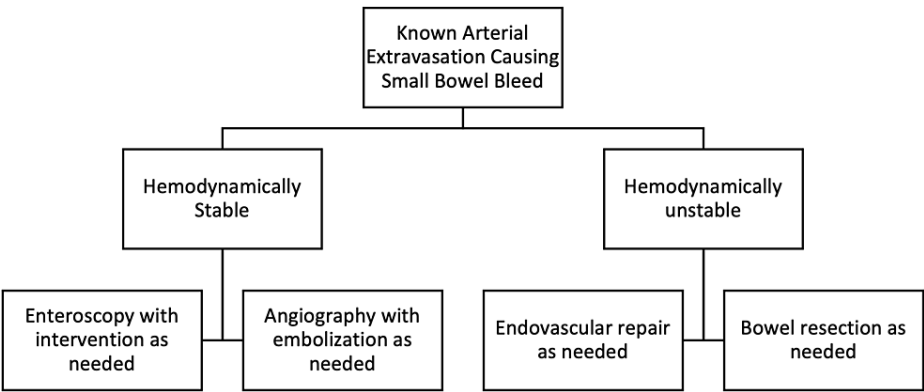 Known Arterial
Extravasation Causing
Small Bowel Bleed
Hemodynamically
Stable
Hemodynamically
unstable
Enteroscopy with
intervention as
needed
Angiography with
embolization as
needed
Endovascular repair
as needed
Bowel resection as
needed